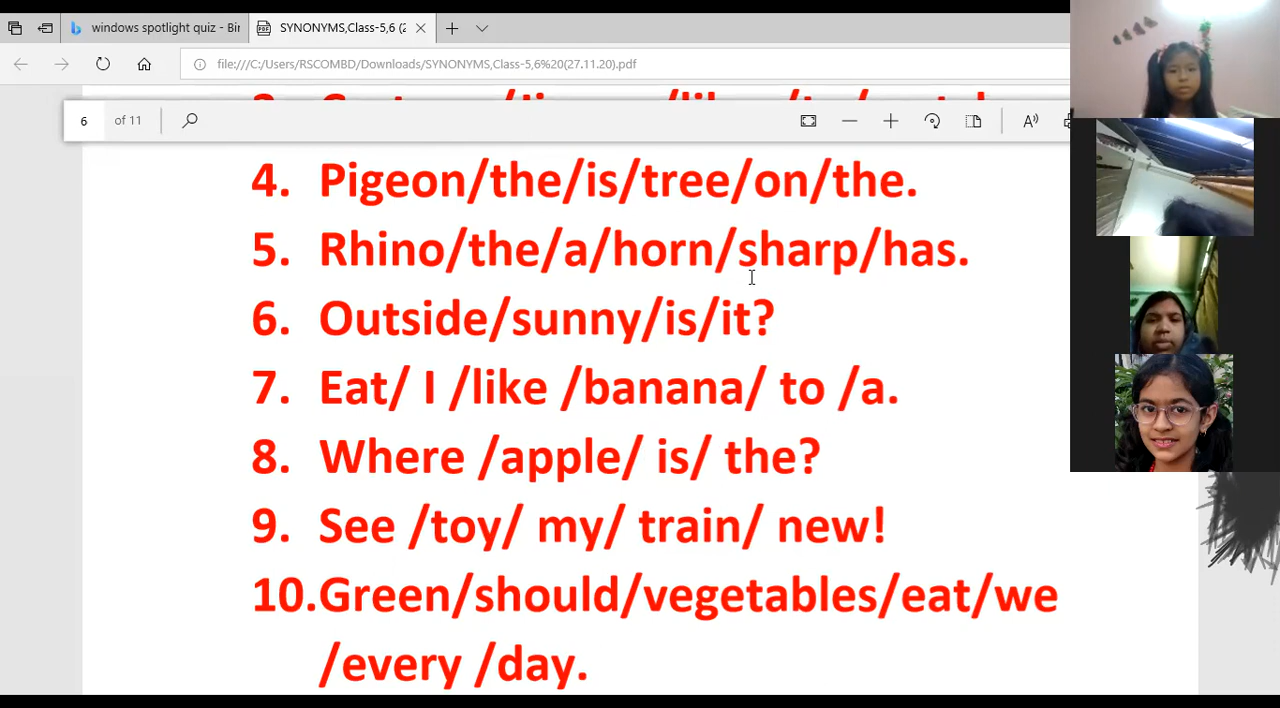 windows spotlight quiz - Bin
SYNONYMS,Class-5,6 (2
file:///C:/Users/RSCOMBD/Downloads/SYNONYMS,Class-5,6%20(27.11.20).pdf
6 of 11
4. Pigeon/the/is/tree/on/the.
5. Rhino/the/a/horn/sharp/has.
6. Outside/sunny/is/it?
7. Eat/ I /like /banana/ to /a.
8. Where /apple/ is/ the?
9. See /toy/ my/ train/ new!
10.Green/should/vegetables/eat/we
/every /day.